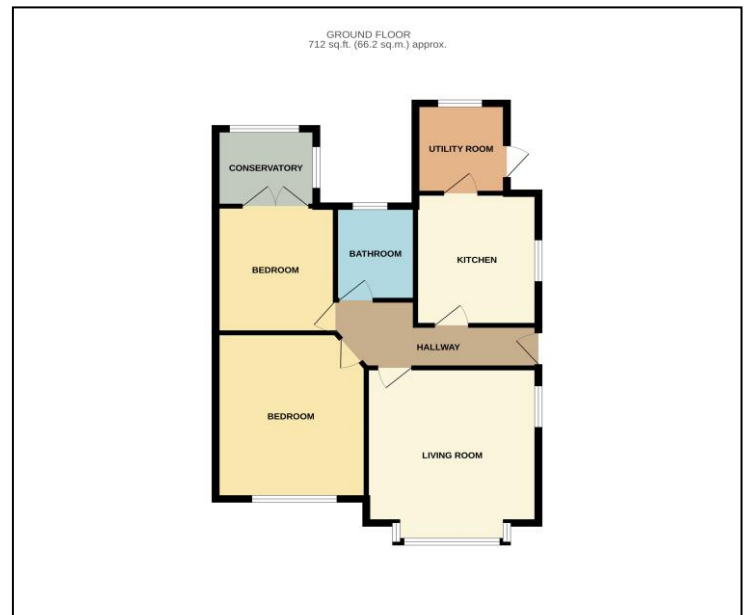 GROUND FLOOR
712 sq.ft. (66.2 sq.m.) approx.
UTILITY ROOM
CONSERVATORY
BATHROOM
KITCHEN
BEDROOM
HALLWAY
BEDROOM
LIVING ROOM